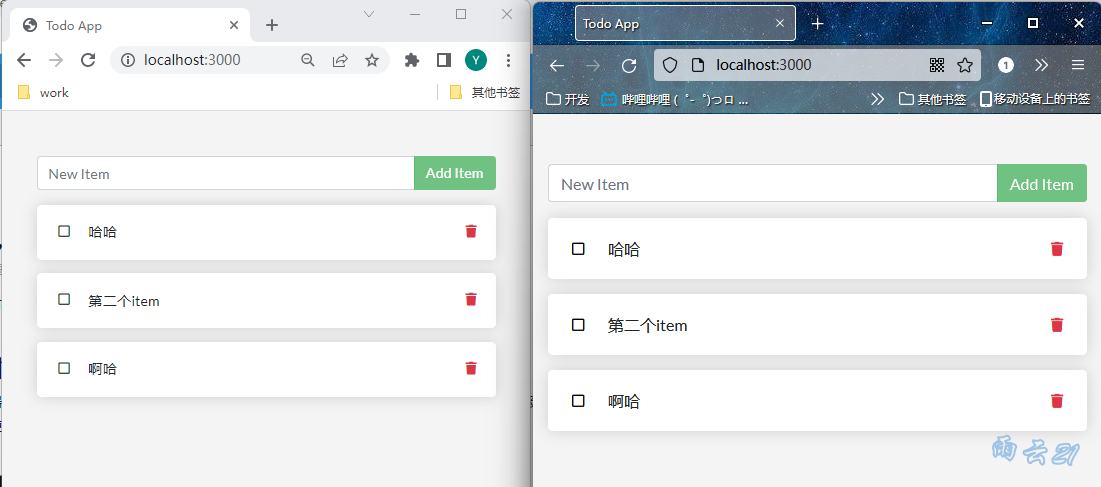 Todo App
localhost:3000
Y
work
其他书签
New Item
Add Item
哈哈
第二个item
啊哈
Todo App
localhost:3000
1
开发
哔哩哔哩 ( ゜- ゜)つロ ...
其他书签
移动设备上的书签
New Item
Add Item
哈哈
第二个item
啊哈
雨云21